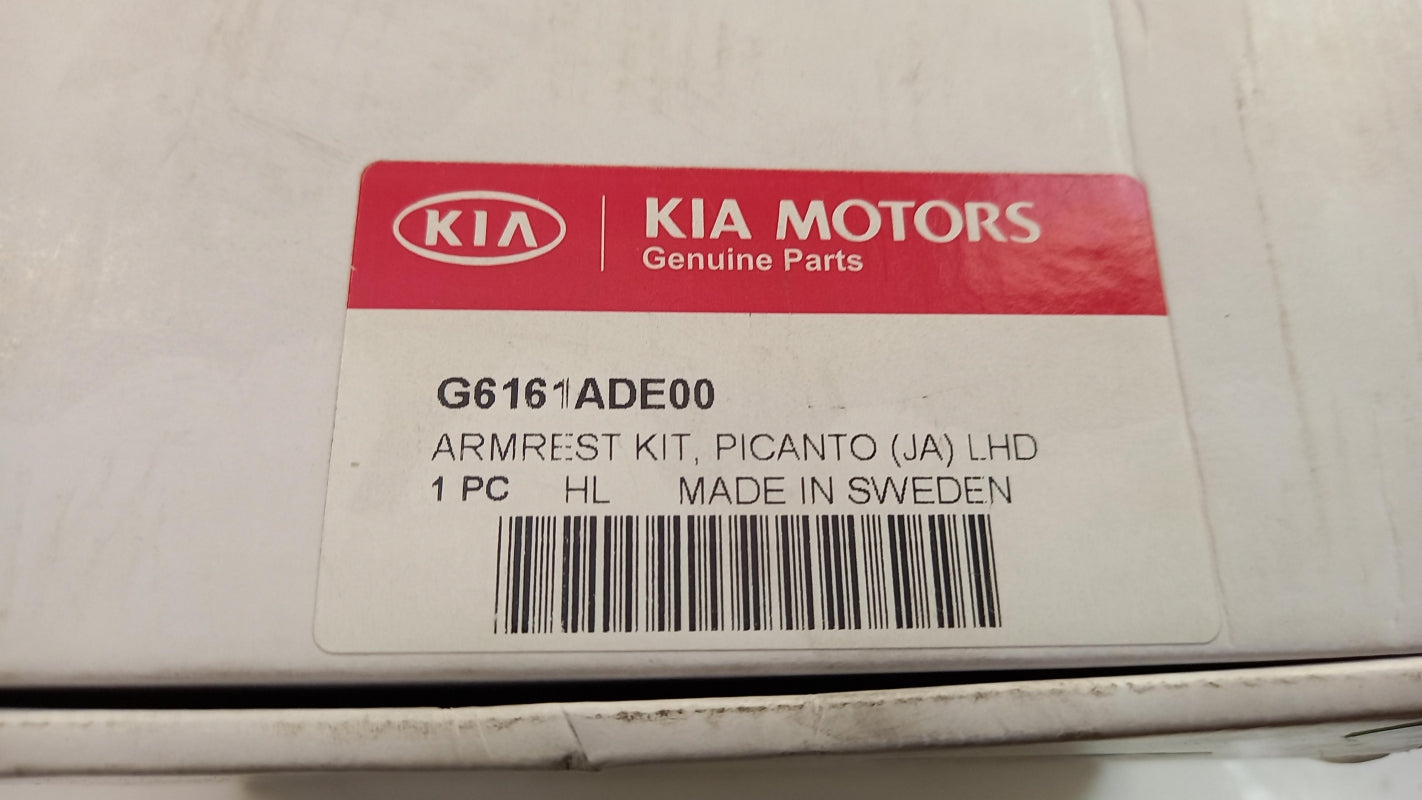 KIA
KIA MOTORS
Genuine Parts
G6161ADE00
ARMREST KIT, PICANTO (JA) LHD
1 PC HL MADE IN SWEDEN